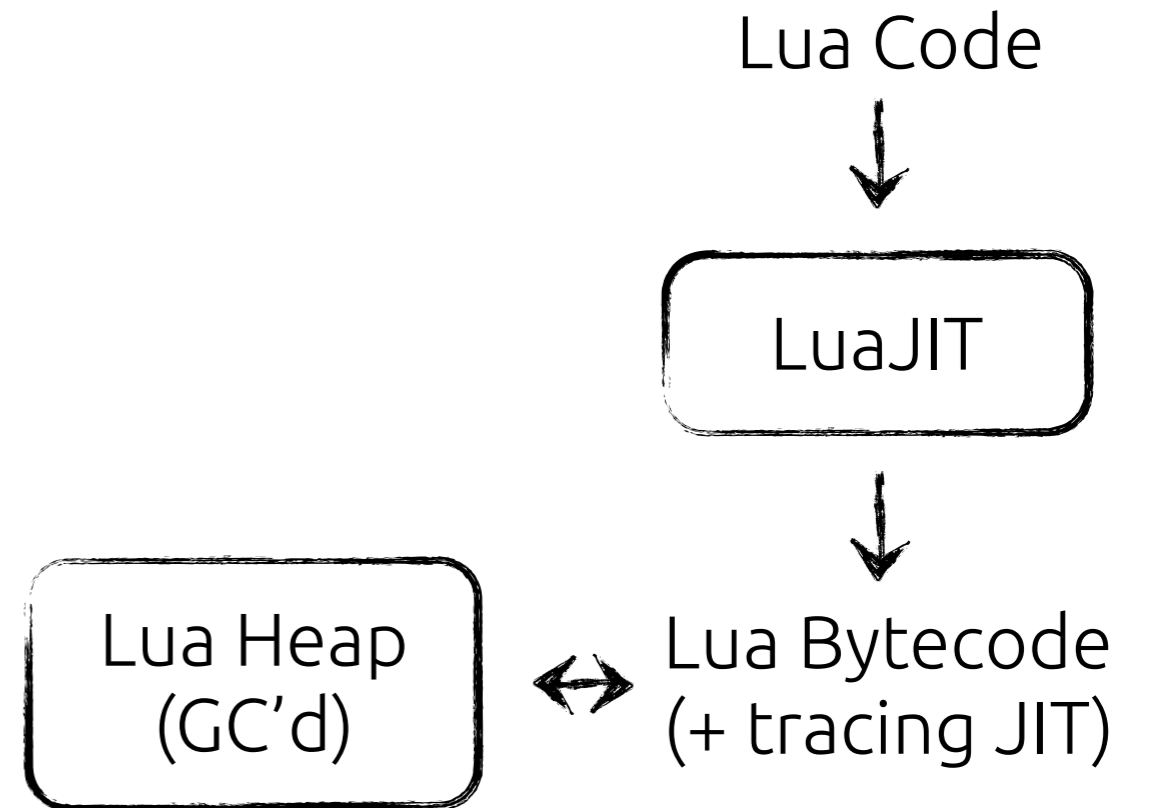 Lua Code
LuaJIT
Lua Heap
(GC’d)
Lua Bytecode
(+ tracing JIT)